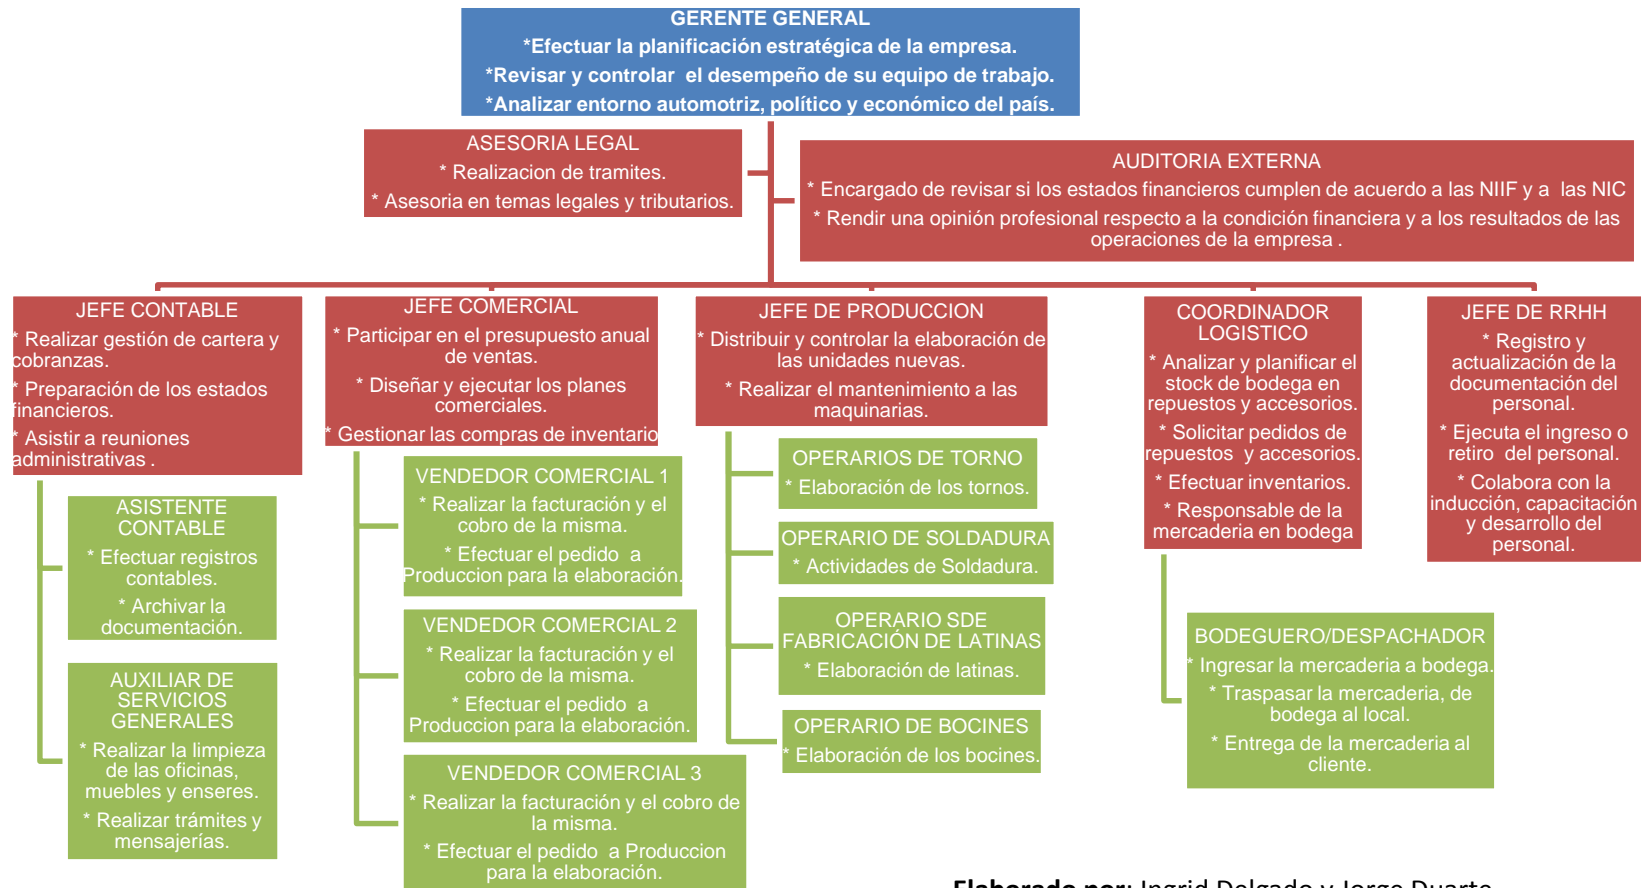 GERENTE GENERAL
*Efectuar la planificación estratégica de la empresa.
*Revisar y controlar el desempeño de su equipo de trabajo.
*Analizar entorno automotriz, político y económico del país.
ASESORIA LEGAL
* Realizacion de tramites.
* Asesoria en temas legales y tributarios.
AUDITORIA EXTERNA
* Encargado de revisar si los estados financieros cumplen de acuerdo a las NIIF y a las NIC
* Rendir una opinión profesional respecto a la condición financiera y a los resultados de las
operaciones de la empresa .
JEFE CONTABLE
* Realizar gestión de cartera y
cobranzas.
* Preparación de los estados
financieros.
* Asistir a reuniones
administrativas .
ASISTENTE
CONTABLE
* Efectuar registros
contables.
* Archivar la
documentación.
AUXILIAR DE
SERVICIOS
GENERALES
* Realizar la limpieza
de las oficinas,
muebles y enseres.
* Realizar trámites y
mensajerías.
JEFE COMERCIAL
* Participar en el presupuesto anual
de ventas.
* Diseñar y ejecutar los planes
comerciales.
* Gestionar las compras de inventario
VENDEDOR COMERCIAL 1
* Realizar la facturación y el
cobro de la misma.
* Efectuar el pedido a
Produccion para la elaboración.
VENDEDOR COMERCIAL 2
* Realizar la facturación y el
cobro de la misma.
* Efectuar el pedido a
Produccion para la elaboración.
VENDEDOR COMERCIAL 3
* Realizar la facturación y el cobro de
la misma.
* Efectuar el pedido a Produccion
para la elaboración.
JEFE DE PRODUCCION
* Distribuir y controlar la elaboración de
las unidades nuevas.
* Realizar el mantenimiento a las
maquinarias.
OPERARIOS DE TORNO
* Elaboración de los tornos.
OPERARIO DE SOLDADURA
* Actividades de Soldadura.
OPERARIO SDE
FABRICACIÓN DE LATINAS
* Elaboración de latinas.
OPERARIO DE BOCINES
* Elaboración de los bocines.
COORDINADOR
LOGISTICO
* Analizar y planificar el
stock de bodega en
repuestos y accesorios.
* Solicitar pedidos de
repuestos y accesorios.
* Efectuar inventarios.
* Responsable de la
mercaderia en bodega
BODEGUERO/DESPACHADOR
* Ingresar la mercaderia a bodega.
* Traspasar la mercaderia, de
bodega al local.
* Entrega de la mercaderia al
cliente.
JEFE DE RRHH
* Registro y
actualización de la
documentación del
personal.
* Ejecuta el ingreso o
retiro del personal.
* Colabora con la
inducción, capacitación
y desarrollo del
personal.
Elaborado por: Ingrid Delgado y Jorge Duarte